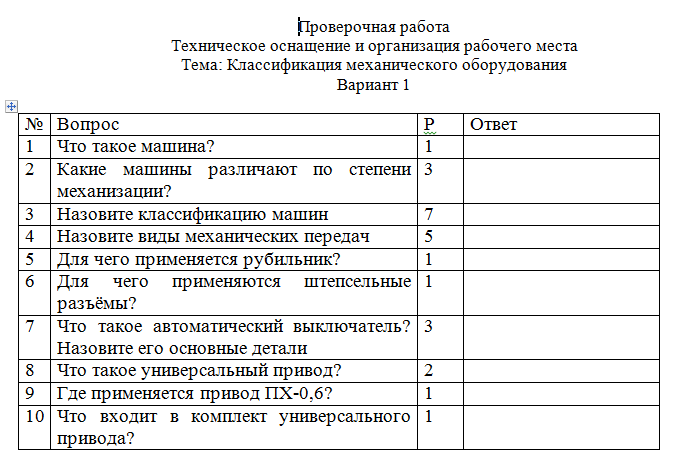 Проверочная работа
Техническое оснащение и организация рабочего места
Тема: Классификация механического оборудования
Вариант 1
№ Вопрос Р Ответ
1 Что такое машина? 1
2 Какие машины различают по степени 3
механизации?
3 Назовите классификацию машин 7
4 Назовите виды механических передач 5
5 Для чего применяется рубильник? 1
6 Для чего применяются штепсельные 1
разъёмы?
7 Что такое автоматический выключатель? 3
Назовите его основные детали
8 Что такое универсальный привод? 2
9 Где применяется привод ПХ-0,6? 1
10 Что входит в комплект универсального 1
привода?